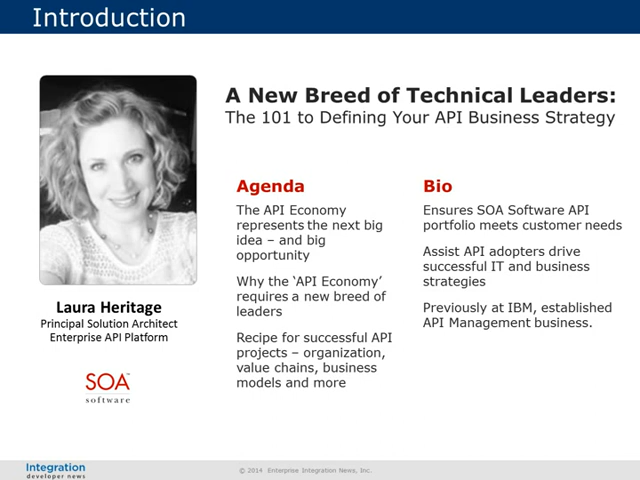 Introduction
A New Breed of Technical Leaders:
The 101 to Defining Your API Business Strategy
Agenda
The API Economy
represents the next big
idea – and big
opportunity
Why the ‘API Economy’
requires a new breed of
leaders
Recipe for successful API
projects – organization,
value chains, business
models and more
Bio
Ensures SOA Software API
portfolio meets customer needs
Assist API adopters drive
successful IT and business
strategies
Previously at IBM, established
API Management business.
Laura Heritage
Principal Solution Architect
Enterprise API Platform
SOA™
software
Integration
developer news
© 2014 Enterprise Integration News, Inc.